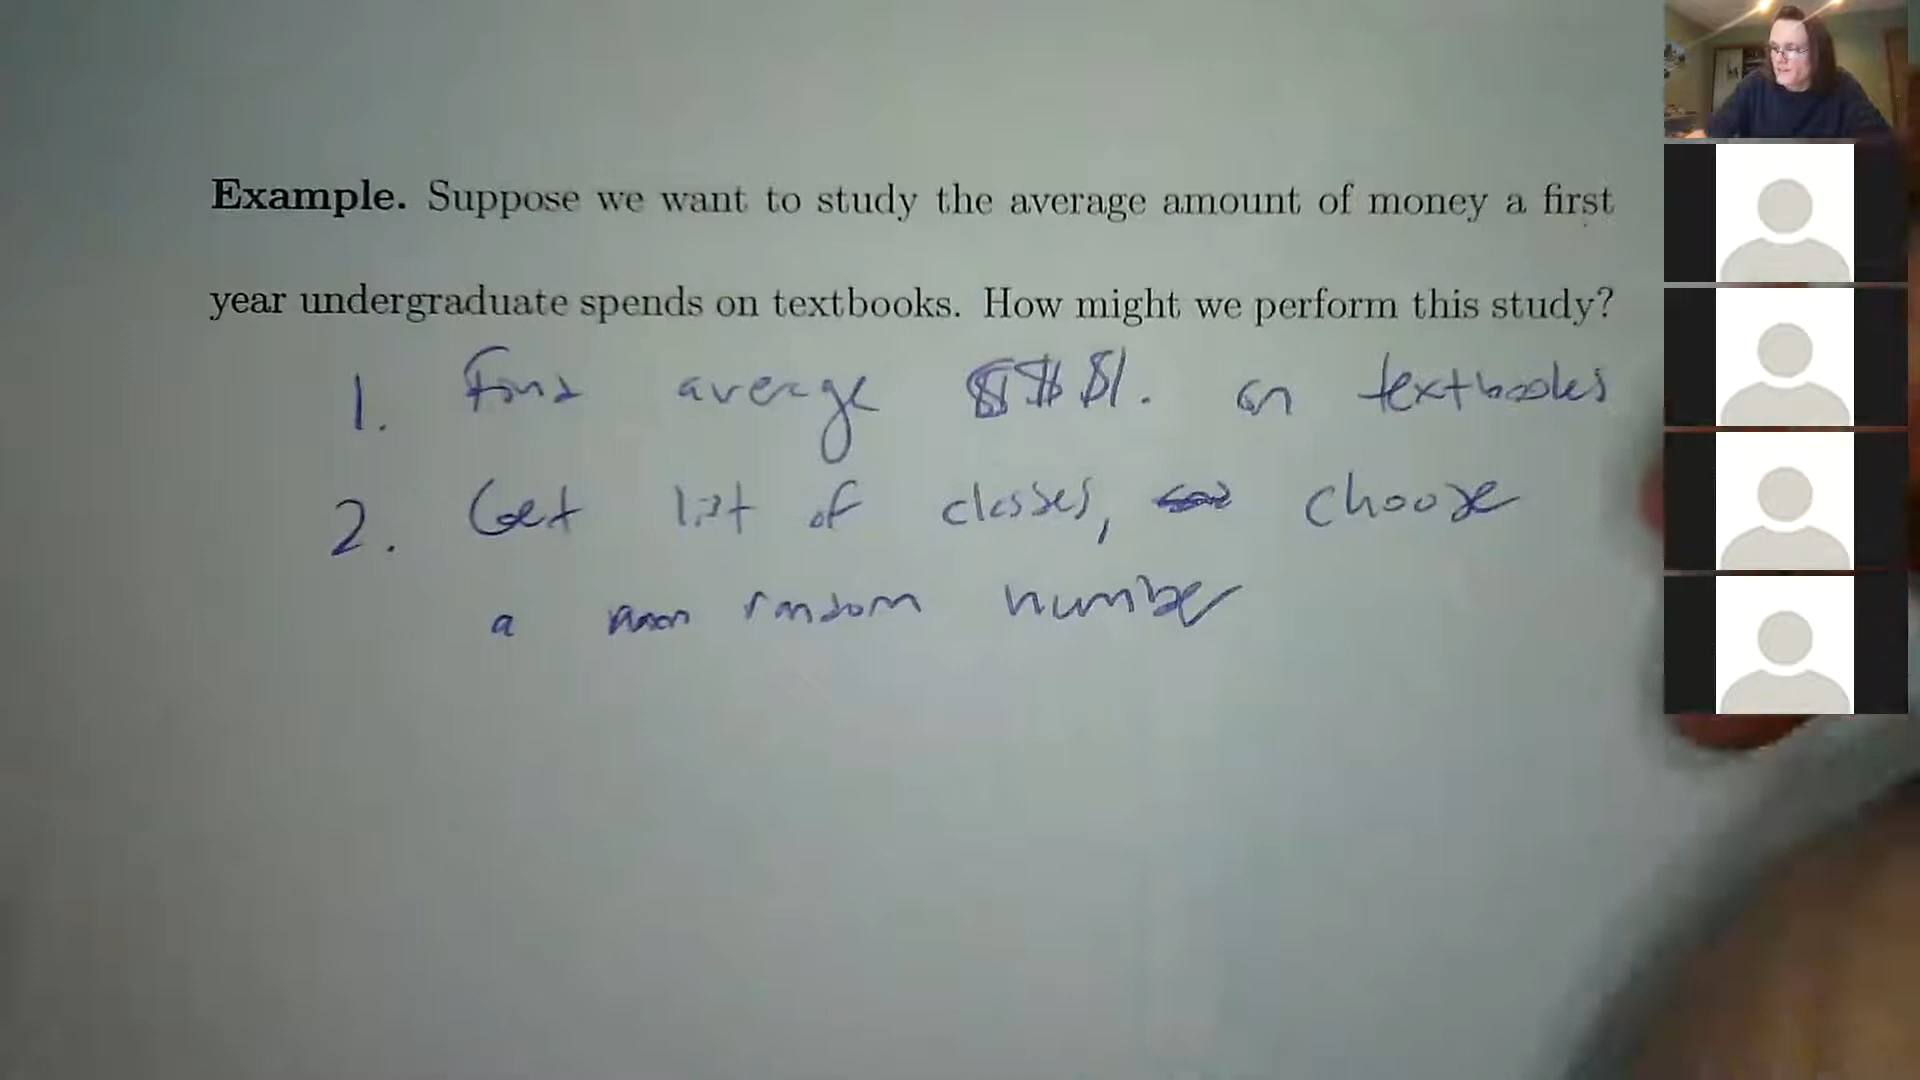 Example. Suppose we want to study the average amount of money a first
year undergraduate spends on textbooks. How might we perform this study?
1. Find average $$$. on textbooks
2. Get list of classes, choose
a random number